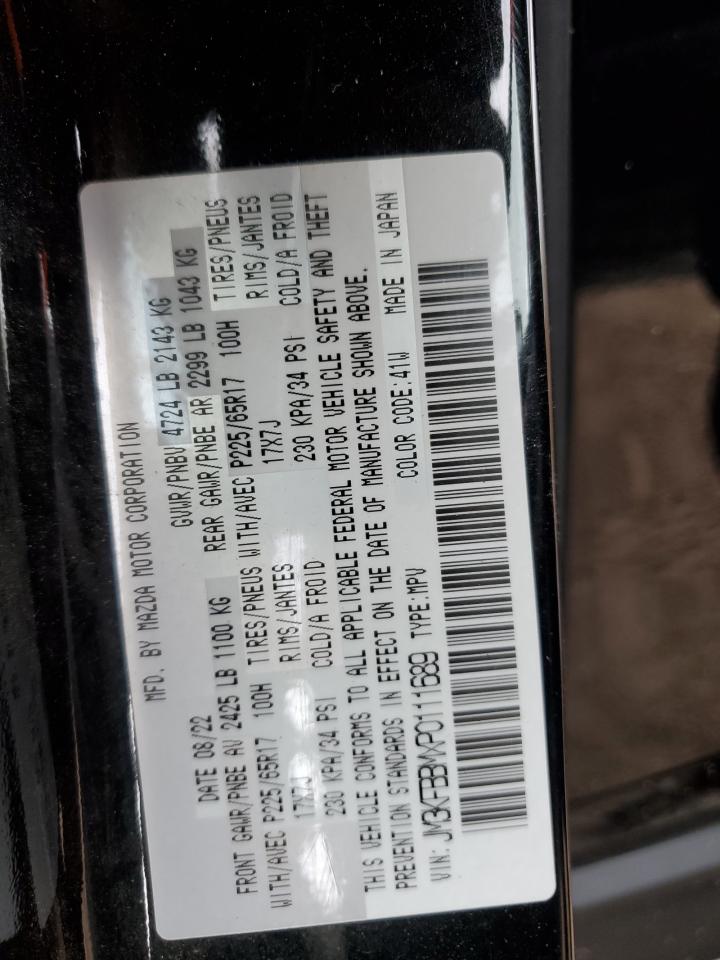 MFD. BY MAZDA MOTOR CORPORATION
DATE 08/22 GVWR/PNBV 4724 LB 2143 KG
FRONT GAWR/PNBE AV 2425 LB 1100 KG REAR GAWR/PNBE AR 2299 LB 1043 KG
WITH/AVEC P225/65R17 100H TIRES/PNEUS WITH/AVEC P225/65R17 100H TIRES/PNEUS
17X7J RIMS/JANTES 17X7J RIMS/JANTES
230 KPA/34 PSI COLD/A FROID 230 KPA/34 PSI COLD/A FROID
THIS VEHICLE CONFORMS TO ALL APPLICABLE FEDERAL MOTOR VEHICLE SAFETY AND THEFT
PREVENTION STANDARDS IN EFFECT ON THE DATE OF MANUFACTURE SHOWN ABOVE.
VIN: JM3KFBBMXP0111689 TYPE:MPV COLOR CODE:41W MADE IN JAPAN